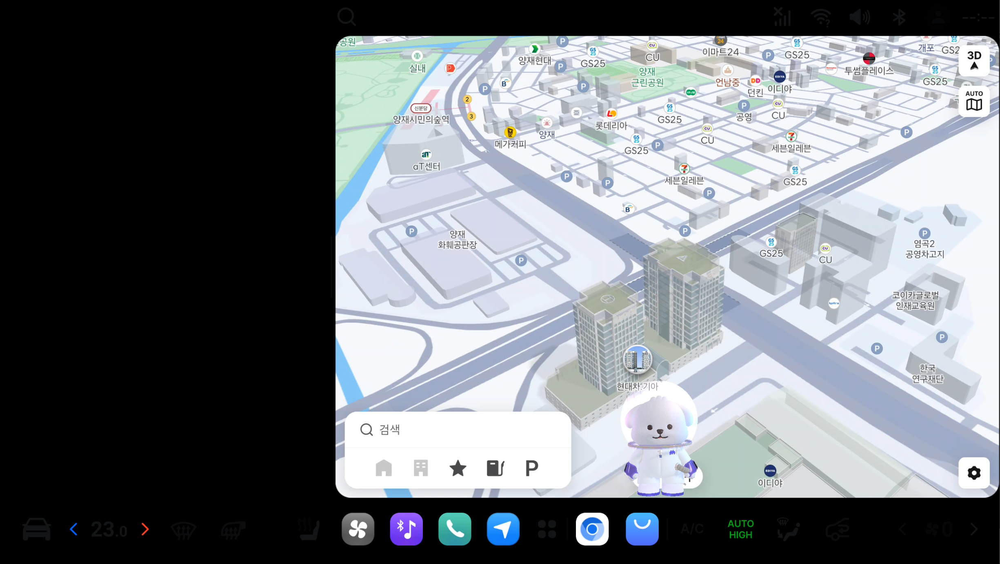 --:--
공원
실내
양재현대
GS25
CU
이마트24
GS25
개포
GS2
3D
양재
근린공원
언남중
던킨
이디야
투썸플레이스
GS25
AUTO
신분당
양재시민의숲역
2
3
메가커피
양재
롯데리아
GS25
공영
CU
CU
GS25
세븐일레븐
세븐일레븐
GS25
aT
aT센터
양재
화훼공판장
GS25
CU
염곡2
공영차고지
코이카글로벌
인재교육원
kotra
한국
연구재단
현대차.기아
검색
P
EDIYA
이디야
23.0
A/C
AUTO
HIGH
0